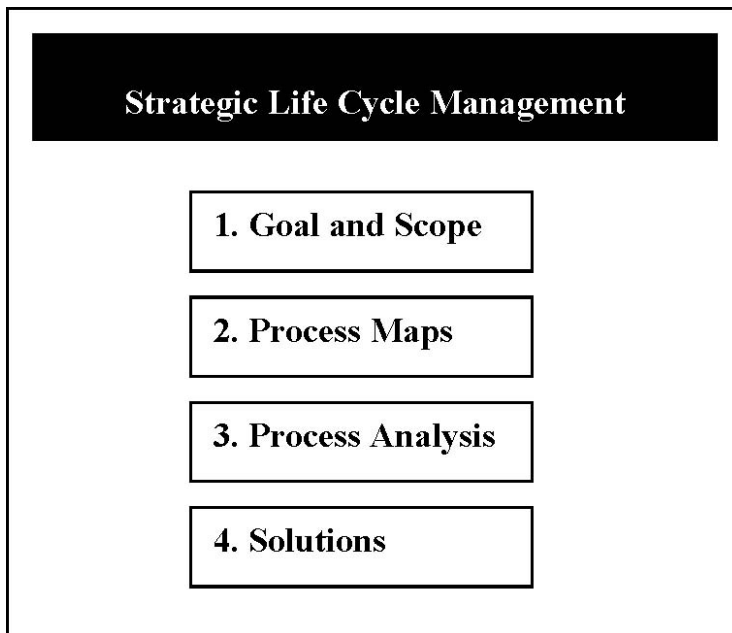 Strategic Life Cycle Management
1. Goal and Scope
2. Process Maps
3. Process Analysis
4. Solutions